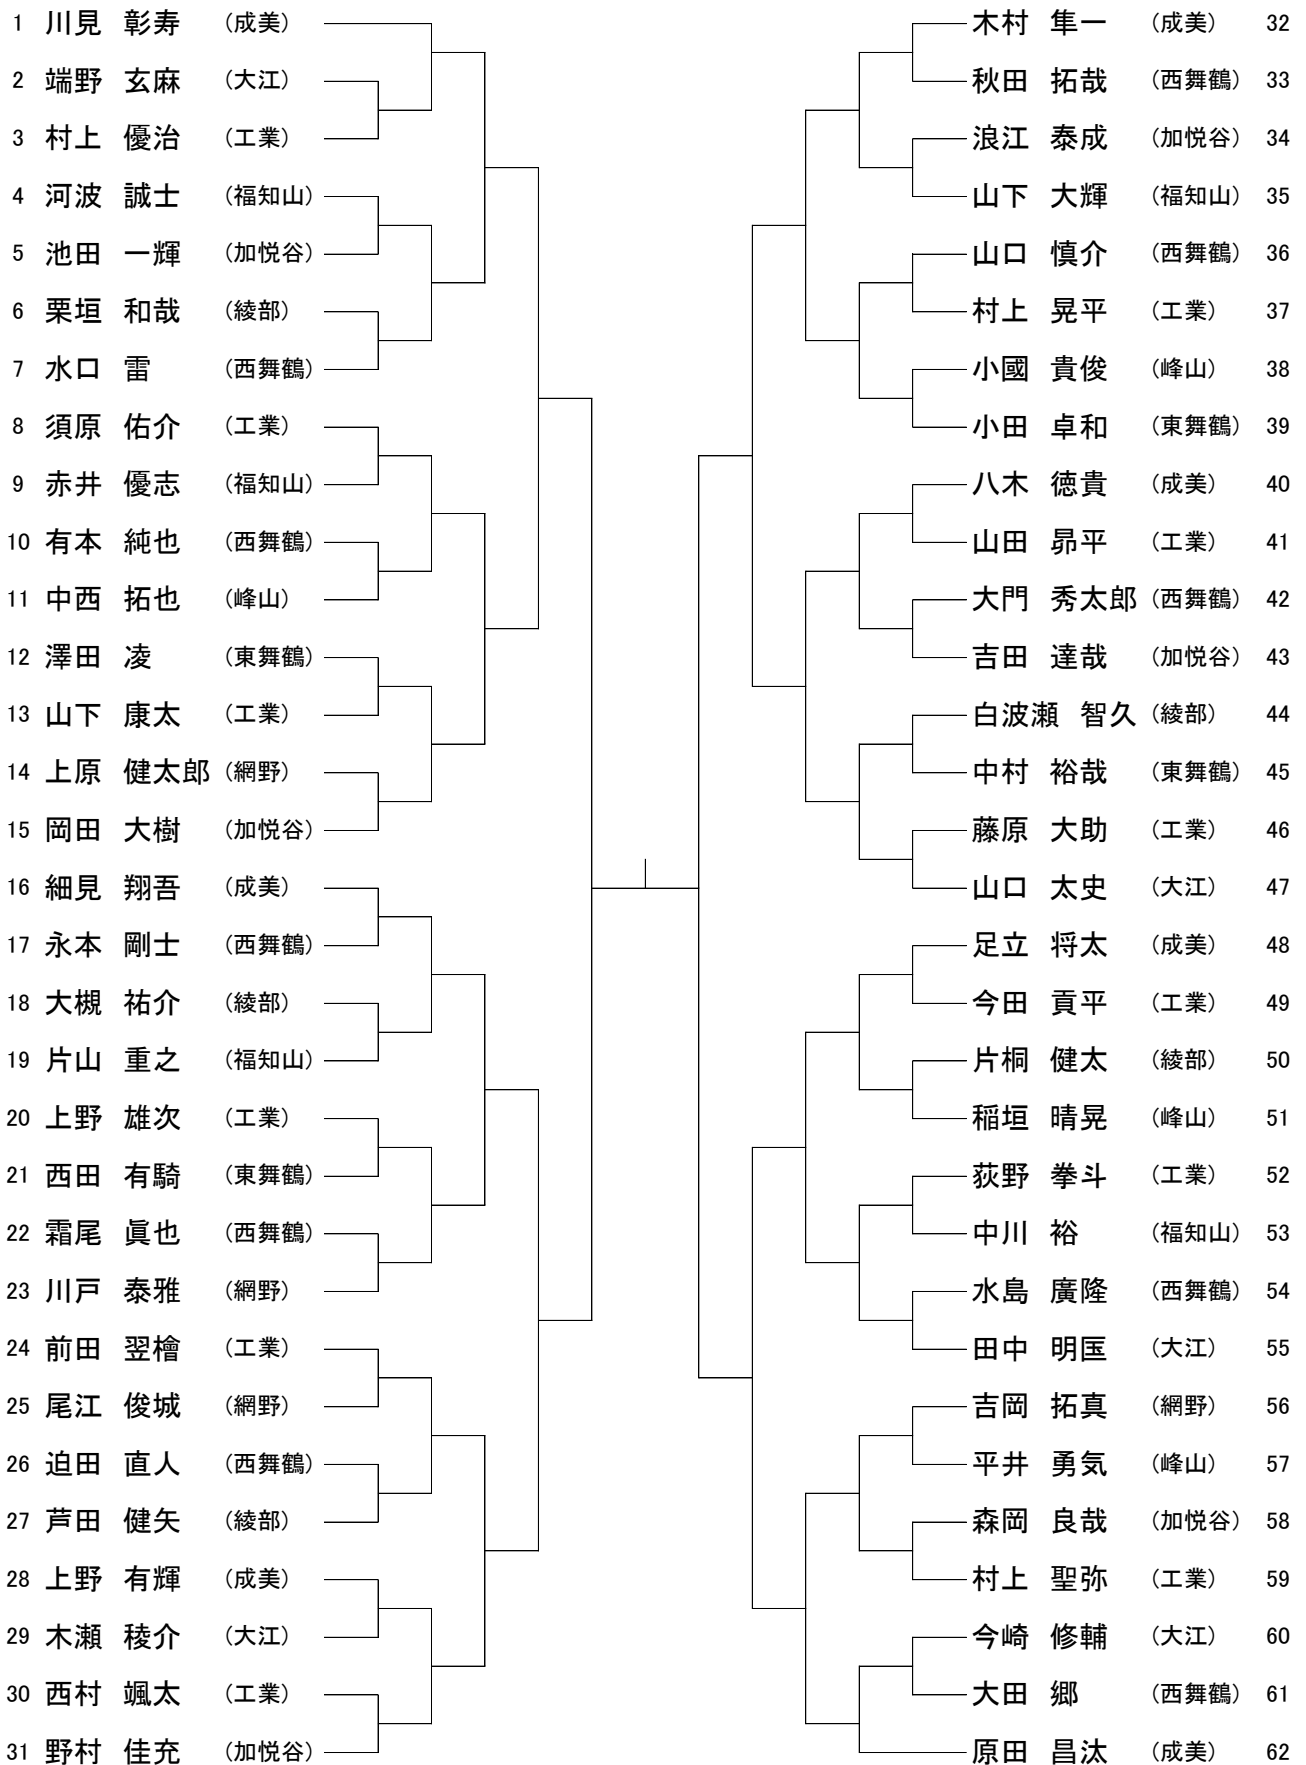 1 川見 彰寿 (成美)
2 端野 玄麻 (大江)
3 村上 優治 (工業)
4 河波 誠士 (福知山)
5 池田 一輝 (加悦谷)
6 栗垣 和哉 (綾部)
7 水口 雷 (西舞鶴)
8 須原 佑介 (工業)
9 赤井 優志 (福知山)
10 有本 純也 (西舞鶴)
11 中西 拓也 (峰山)
12 澤田 凌 (東舞鶴)
13 山下 康太 (工業)
14 上原 健太郎 (網野)
15 岡田 大樹 (加悦谷)
16 細見 翔吾 (成美)
17 永本 剛士 (西舞鶴)
18 大槻 祐介 (綾部)
19 片山 重之 (福知山)
20 上野 雄次 (工業)
21 西田 有騎 (東舞鶴)
22 霜尾 眞也 (西舞鶴)
23 川戸 泰雅 (網野)
24 前田 翌檜 (工業)
25 尾江 俊城 (網野)
26 迫田 直人 (西舞鶴)
27 芦田 健矢 (綾部)
28 上野 有輝 (成美)
29 木瀬 稜介 (大江)
30 西村 颯太 (工業)
31 野村 佳充 (加悦谷)
木村 隼一 (成美) 32
秋田 拓哉 (西舞鶴) 33
浪江 泰成 (加悦谷) 34
山下 大輝 (福知山) 35
山口 慎介 (西舞鶴) 36
村上 晃平 (工業) 37
小國 貴俊 (峰山) 38
小田 卓和 (東舞鶴) 39
八木 徳貴 (成美) 40
山田 昴平 (工業) 41
大門 秀太郎 (西舞鶴) 42
吉田 達哉 (加悦谷) 43
白波瀬 智久 (綾部) 44
中村 裕哉 (東舞鶴) 45
藤原 大助 (工業) 46
山口 太史 (大江) 47
足立 将太 (成美) 48
今田 貢平 (工業) 49
片桐 健太 (綾部) 50
稲垣 晴晃 (峰山) 51
荻野 拳斗 (工業) 52
中川 裕 (福知山) 53
水島 廣隆 (西舞鶴) 54
田中 明匡 (大江) 55
吉岡 拓真 (網野) 56
平井 勇気 (峰山) 57
森岡 良哉 (加悦谷) 58
村上 聖弥 (工業) 59
今崎 修輔 (大江) 60
大田 郷 (西舞鶴) 61
原田 昌汰 (成美) 62